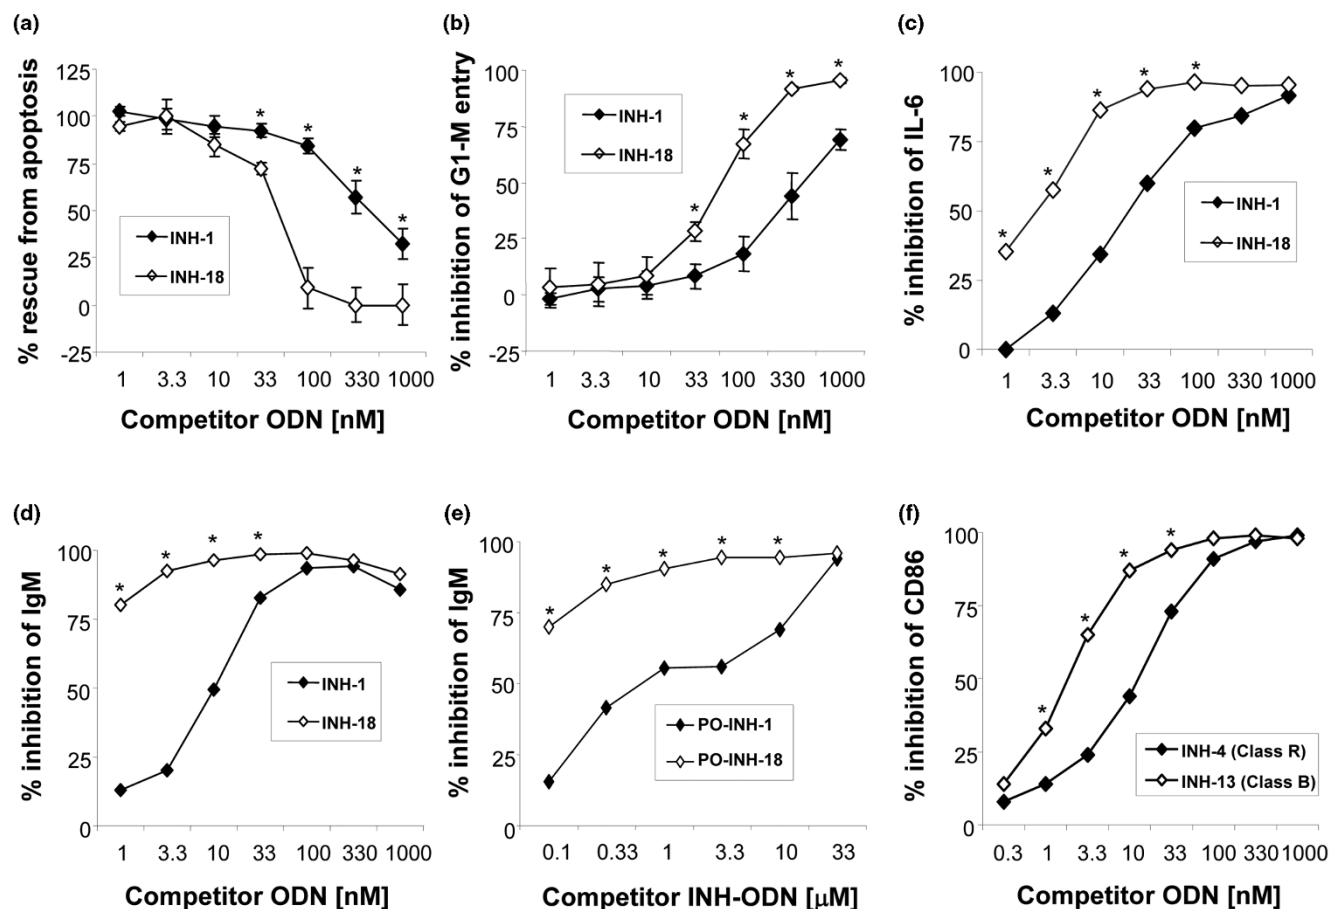 (a)
% rescue from apoptosis
125
100
75
50
25
0
-25
* * * *
INH-1
INH-18
1 3.3 10 33 100 330 1000
Competitor ODN [nM]
(b)
% inhibition of G1-M entry
100
75
50
25
0
-25
* * * *
INH-1
INH-18
1 3.3 10 33 100 330 1000
Competitor ODN [nM]
(c)
% inhibition of IL-6
100
75
50
25
0
* * * * *
INH-1
INH-18
1 3.3 10 33 100 330 1000
Competitor ODN [nM]
(d)
% inhibition of IgM
100
75
50
25
0
* * * *
INH-1
INH-18
1 3.3 10 33 100 330 1000
Competitor ODN [nM]
(e)
% inhibition of IgM
100
75
50
25
0
* * * * *
PO-INH-1
PO-INH-18
0.1 0.33 1 3.3 10 33
Competitor INH-ODN [μM]
(f)
% inhibition of CD86
100
75
50
25
0
* * * *
INH-4 (Class R)
INH-13 (Class B)
0.3 1 3.3 10 33 100 330 1000
Competitor ODN [nM]